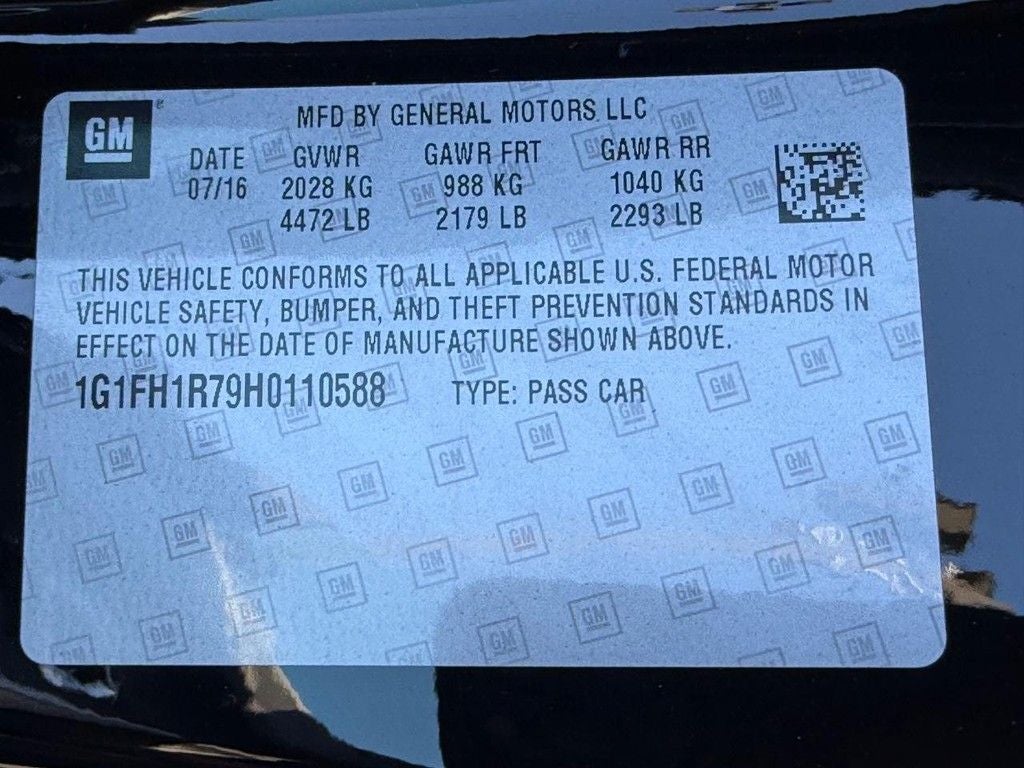 GM
MFD BY GENERAL MOTORS LLC
DATE GVWR GAWR FRT GAWR RR
07/16 2028 KG 988 KG 1040 KG
4472 LB 2179 LB 2293 LB
THIS VEHICLE CONFORMS TO ALL APPLICABLE U.S. FEDERAL MOTOR
VEHICLE SAFETY, BUMPER, AND THEFT PREVENTION STANDARDS IN
EFFECT ON THE DATE OF MANUFACTURE SHOWN ABOVE.
1G1FH1R79H0110588 TYPE: PASS CAR